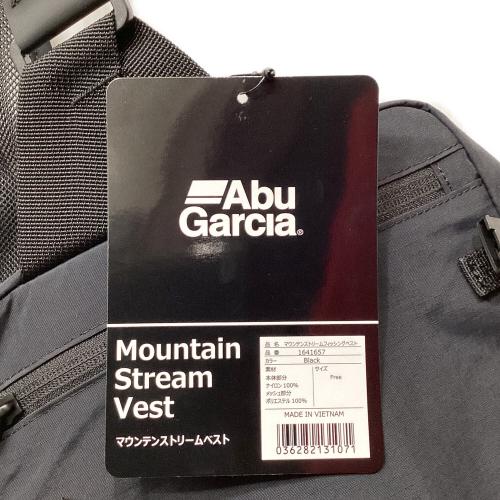 Abu
Garcia®
Mountain
Stream
Vest
マウンテンストリームベスト
品 名 マウンテンストリームフィッシングベスト
品 番 1641657
カラー Black
素材 サイズ
本体部分 Free
ナイロン100%
メッシュ部分
ポリエステル100%
MADE IN VIETNAM
036282131071